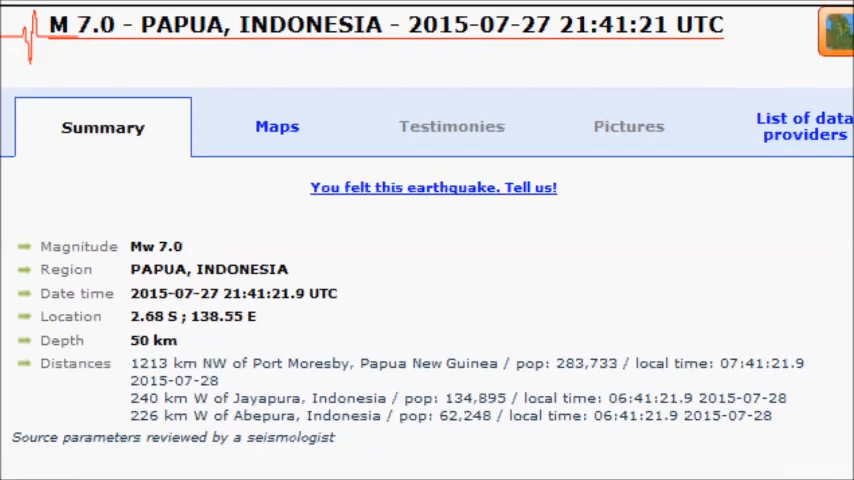 M 7.0 - PAPUA, INDONESIA - 2015-07-27 21:41:21 UTC
Summary
Maps
Testimonies
Pictures
List of data
providers
You felt this earthquake. Tell us!
Magnitude Mw 7.0
Region PAPUA, INDONESIA
Date time 2015-07-27 21:41:21.9 UTC
Location 2.68 S ; 138.55 E
Depth 50 km
Distances 1213 km NW of Port Moresby, Papua New Guinea / pop: 283,733 / local time: 07:41:21.9
2015-07-28
240 km W of Jayapura, Indonesia / pop: 134,895 / local time: 06:41:21.9 2015-07-28
226 km W of Abepura, Indonesia / pop: 62,248 / local time: 06:41:21.9 2015-07-28
Source parameters reviewed by a seismologist